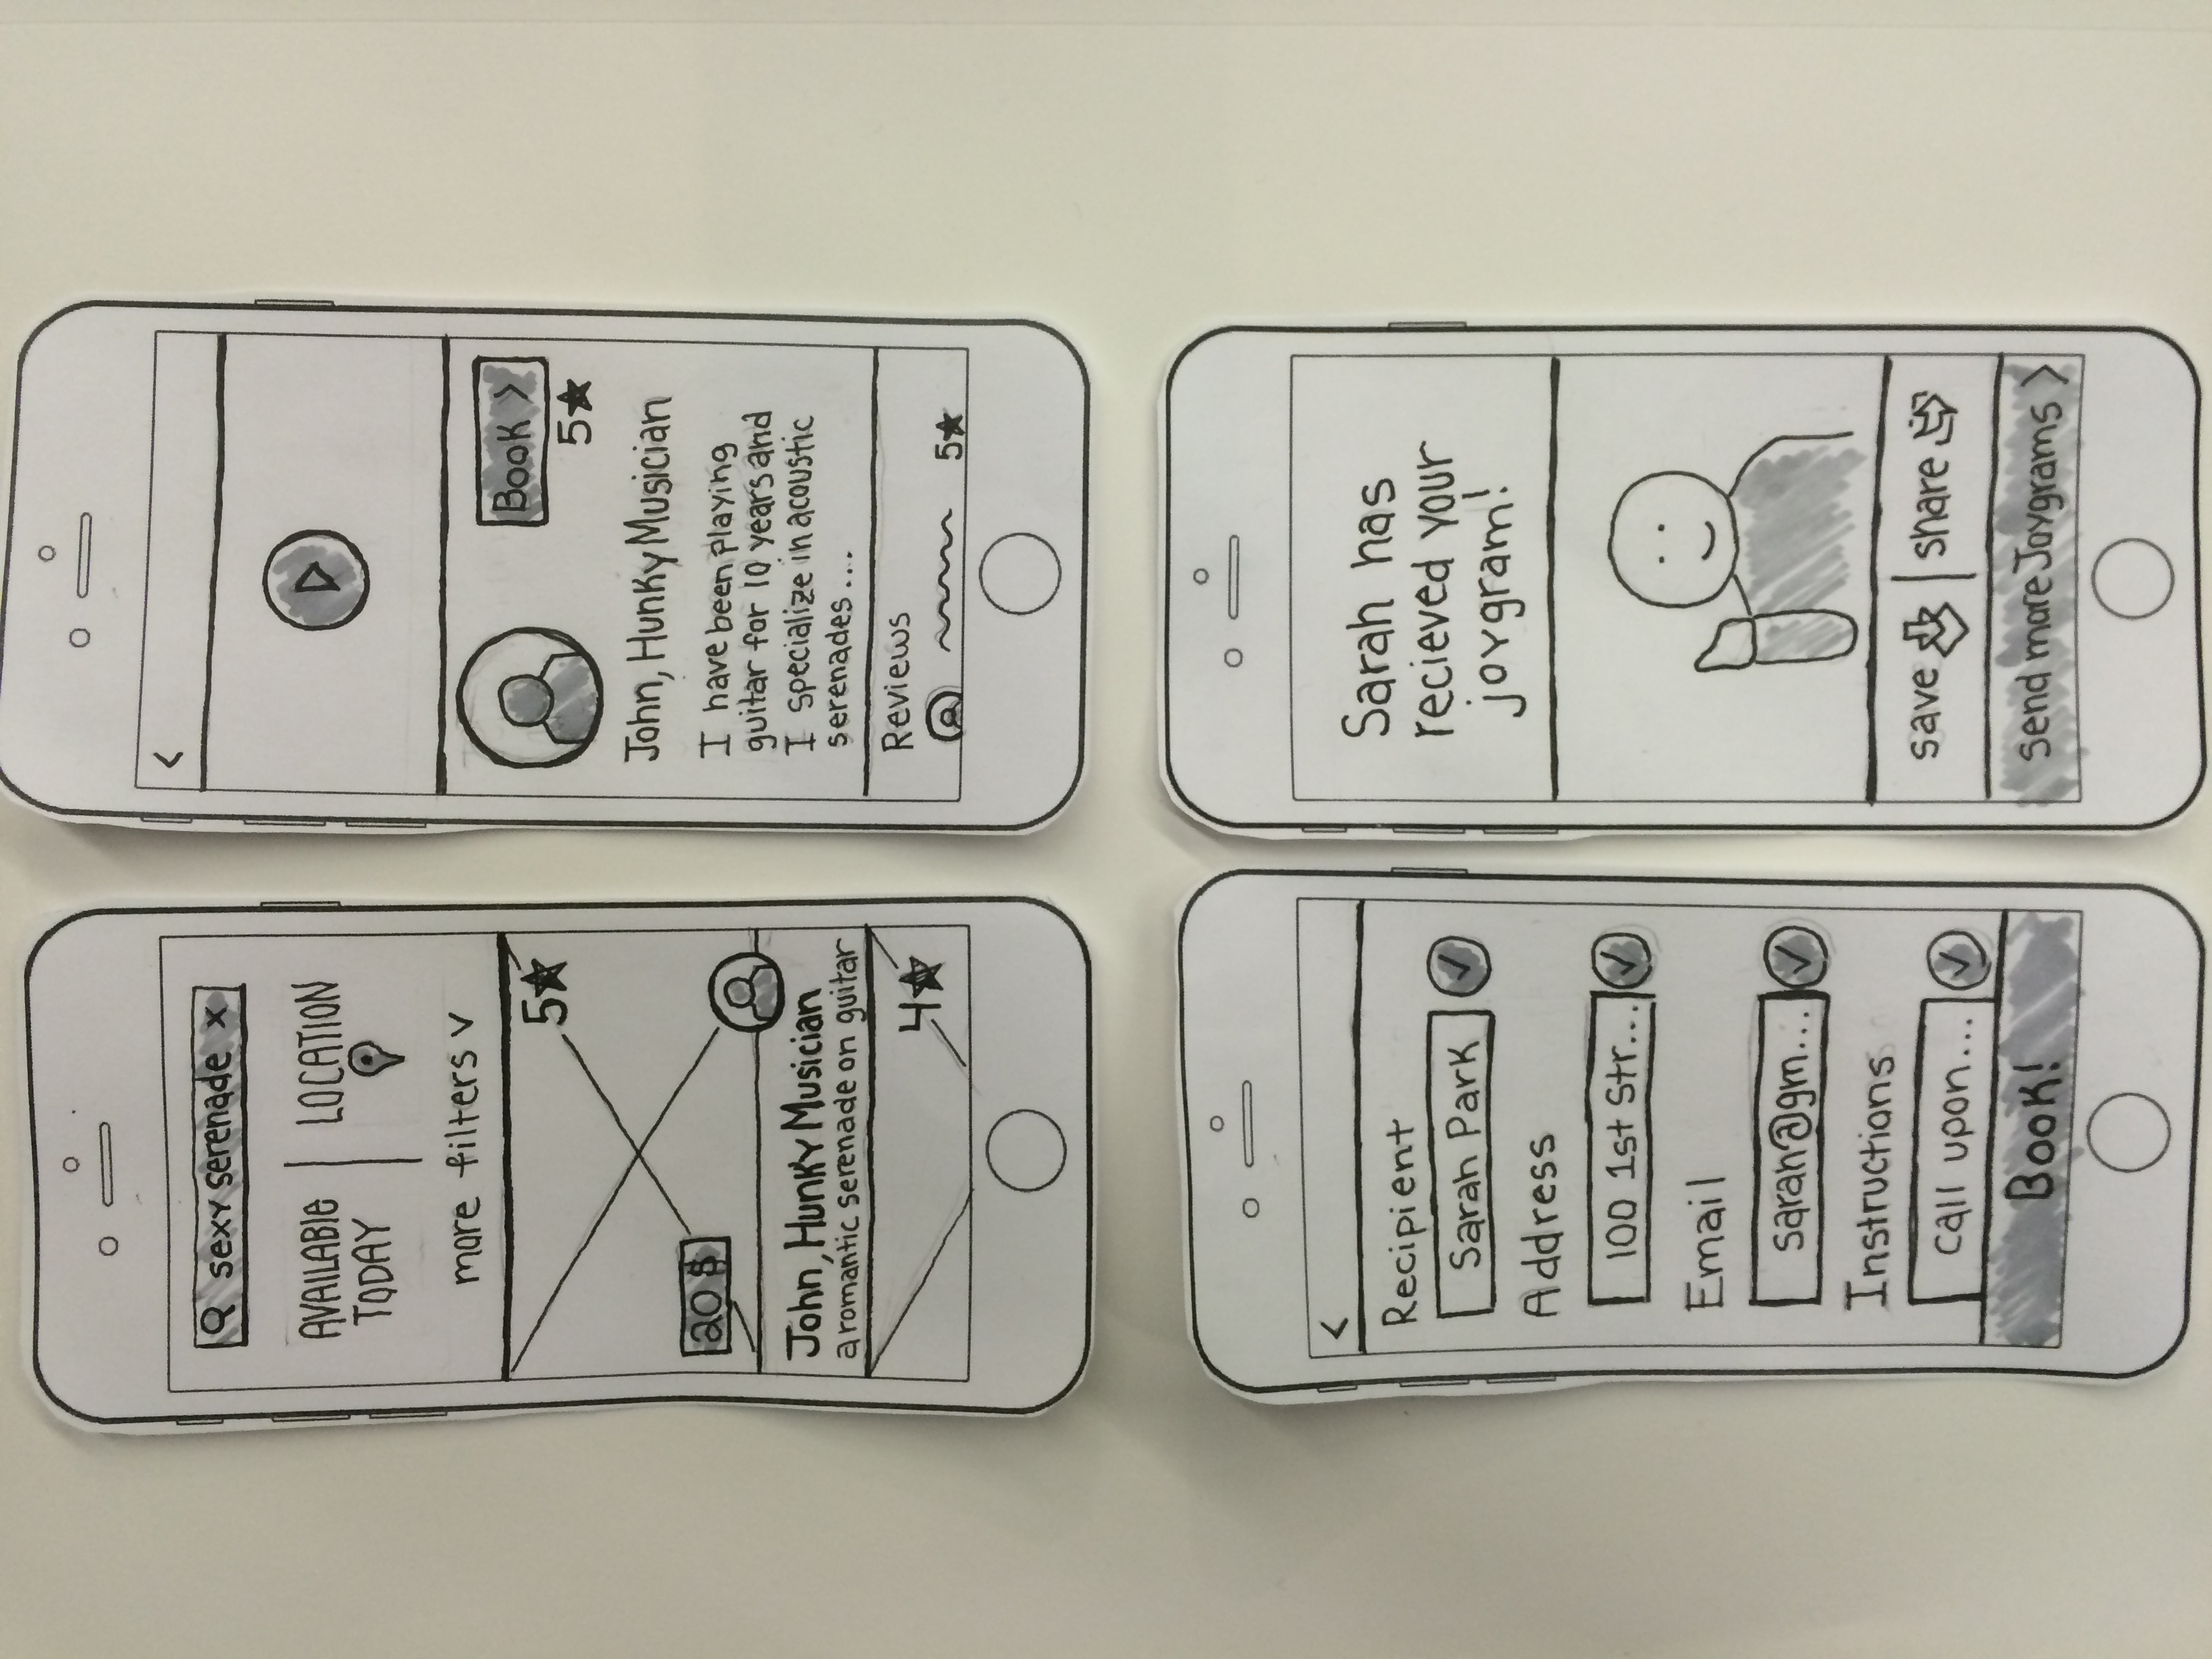 sexy serenade x
AVAILABLE
TODAY
LOCATION
more filters v
5★
20 $
John, Hunky Musician
a romantic serenade on guitar
4★
<
Book >
5★
John, Hunky Musician
I have been playing
guitar for 10 years and
I specialize in acoustic
serenades ...
Reviews
5★
<
Recipient
Sarah Park
Address
100 1st Str...
Email
sarah@gm...
Instructions
call upon...
Book!
Sarah has
recieved your
joygram!
save
share
Send more Joygrams >